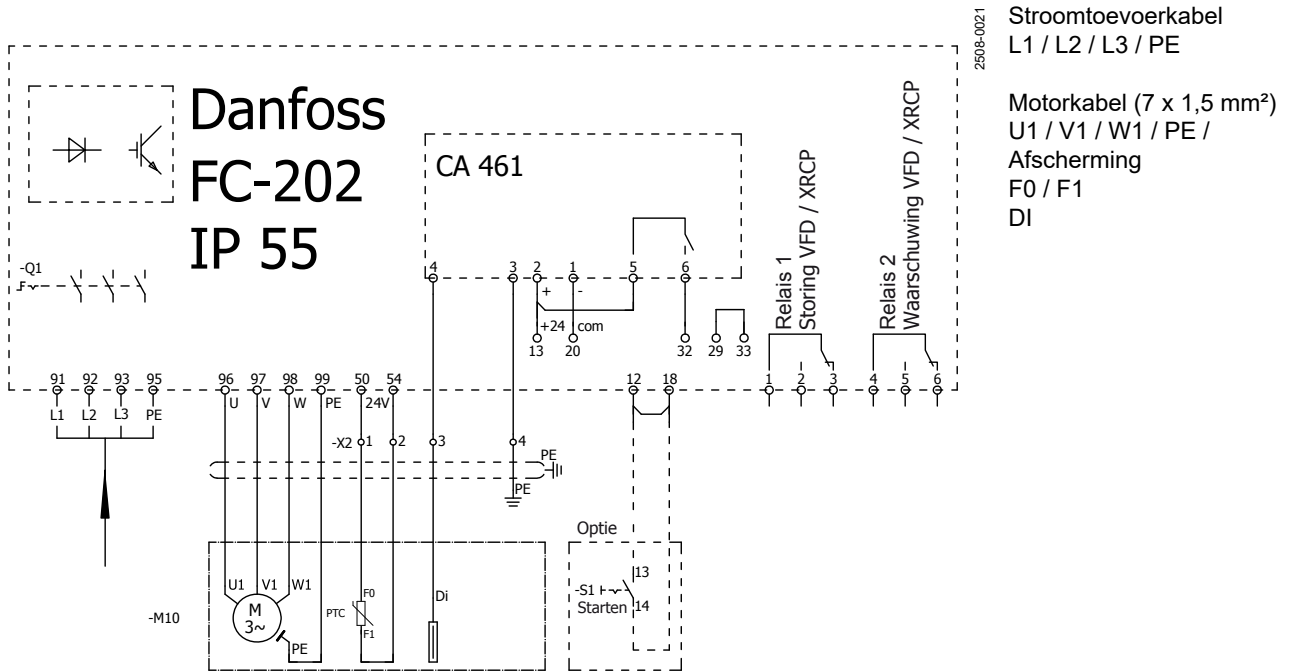 2508-0021
Stroomtoevoerkabel
L1 / L2 / L3 / PE
Motorkabel (7 x 1,5 mm²)
U1 / V1 / W1 / PE /
Afscherming
F0 / F1
DI
Danfoss
FC-202
IP 55
CA 461
Relais 1
Storing VFD / XRCP
Relais 2
Waarschuwing VFD / XRCP
-Q1
4 3 2 1 5 6
+ -
+24 com
13 20 32 29 33
91 92 93 95 96 97 98 99 50 54 12 18 1 2 3 4 5 6
L1 L2 L3 PE U V W PE 24V
-X2 1 2 3 4
PE
PE
Optie
-M10
U1 V1 W1
M
3~
PE
PTC
F0
F1
Di
-S1
Starten
13
14